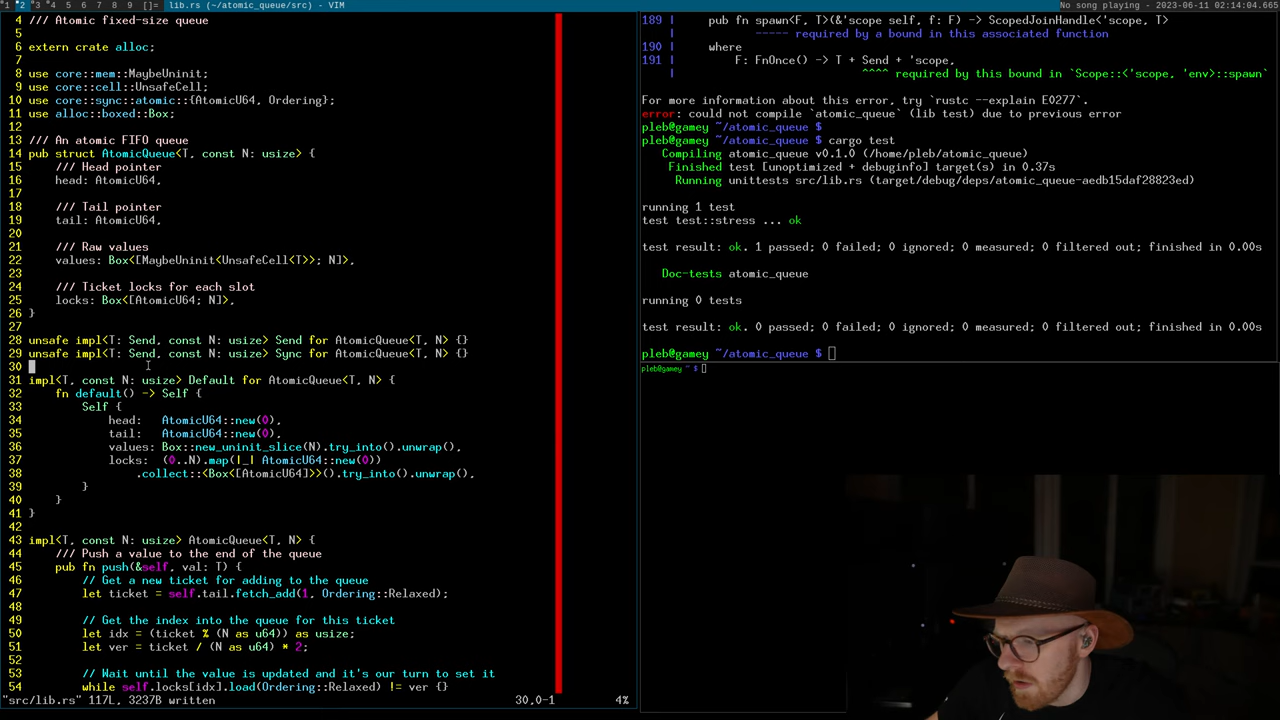 1 2 3 4 5 6 7 8 9 []= lib.rs (~/atomic_queue/src) - VIM
No song playing - 2023-06-11 02:14:04.665
4 /// Atomic fixed-size queue
5
6 extern crate alloc;
7
8 use core::mem::MaybeUninit;
9 use core::cell::UnsafeCell;
10 use core::sync::atomic::{AtomicU64, Ordering};
11 use alloc::boxed::Box;
12
13 /// An atomic FIFO queue
14 pub struct AtomicQueue<T, const N: usize> {
15     /// Head pointer
16     head: AtomicU64,
17
18     /// Tail pointer
19     tail: AtomicU64,
20
21     /// Raw values
22     values: Box<[MaybeUninit<UnsafeCell<T>>; N]>,
23
24     /// Ticket locks for each slot
25     locks: Box<[AtomicU64; N]>,
26 }
27
28 unsafe impl<T: Send, const N: usize> Send for AtomicQueue<T, N> {}
29 unsafe impl<T: Send, const N: usize> Sync for AtomicQueue<T, N> {}
30
31 impl<T, const N: usize> Default for AtomicQueue<T, N> {
32     fn default() -> Self {
33         Self {
34             head:   AtomicU64::new(0),
35             tail:   AtomicU64::new(0),
36             values: Box::new_uninit_slice(N).try_into().unwrap(),
37             locks:  (0..N).map(|_| AtomicU64::new(0))
38                 .collect::<Box<[AtomicU64]>>().try_into().unwrap(),
39         }
40     }
41 }
42
43 impl<T, const N: usize> AtomicQueue<T, N> {
44     /// Push a value to the end of the queue
45     pub fn push(&self, val: T) {
46         // Get a new ticket for adding to the queue
47         let ticket = self.tail.fetch_add(1, Ordering::Relaxed);
48
49         // Get the index into the queue for this ticket
50         let idx = (ticket % (N as u64)) as usize;
51         let ver = ticket / (N as u64) * 2;
52
53         // Wait until the value is updated and it's our turn to set it
54         while self.locks[idx].load(Ordering::Relaxed) != ver {}
"src/lib.rs" 117L, 3237B written 30,0-1 4%
189 |     pub fn spawn<F, T>(&'scope self, f: F) -> ScopedJoinHandle<'scope, T>
    |            ----- required by a bound in this associated function
190 |     where
191 |         F: FnOnce() -> T + Send + 'scope,
    |                            ^^^^ required by this bound in `Scope::<'scope, 'env>::spawn`
For more information about this error, try `rustc --explain E0277`.
error: could not compile `atomic_queue` (lib test) due to previous error
pleb@gamey ~/atomic_queue $
pleb@gamey ~/atomic_queue $ cargo test
Compiling atomic_queue v0.1.0 (/home/pleb/atomic_queue)
Finished test [unoptimized + debuginfo] target(s) in 0.37s
Running unittests src/lib.rs (target/debug/deps/atomic_queue-aedb15daf28823ed)
running 1 test
test test::stress ... ok
test result: ok. 1 passed; 0 failed; 0 ignored; 0 measured; 0 filtered out; finished in 0.00s
Doc-tests atomic_queue
running 0 tests
test result: ok. 0 passed; 0 failed; 0 ignored; 0 measured; 0 filtered out; finished in 0.00s
pleb@gamey ~/atomic_queue $
pleb@gamey ~ $